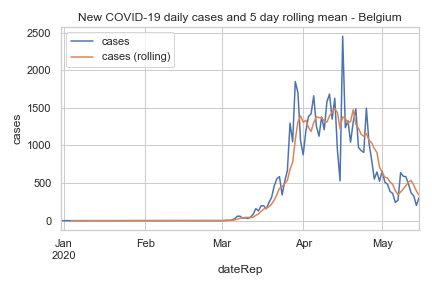 New COVID-19 daily cases and 5 day rolling mean - Belgium
cases
cases (rolling)
2500
2000
1500
1000
500
0
cases
Jan
2020
Feb
Mar
Apr
May
dateRep